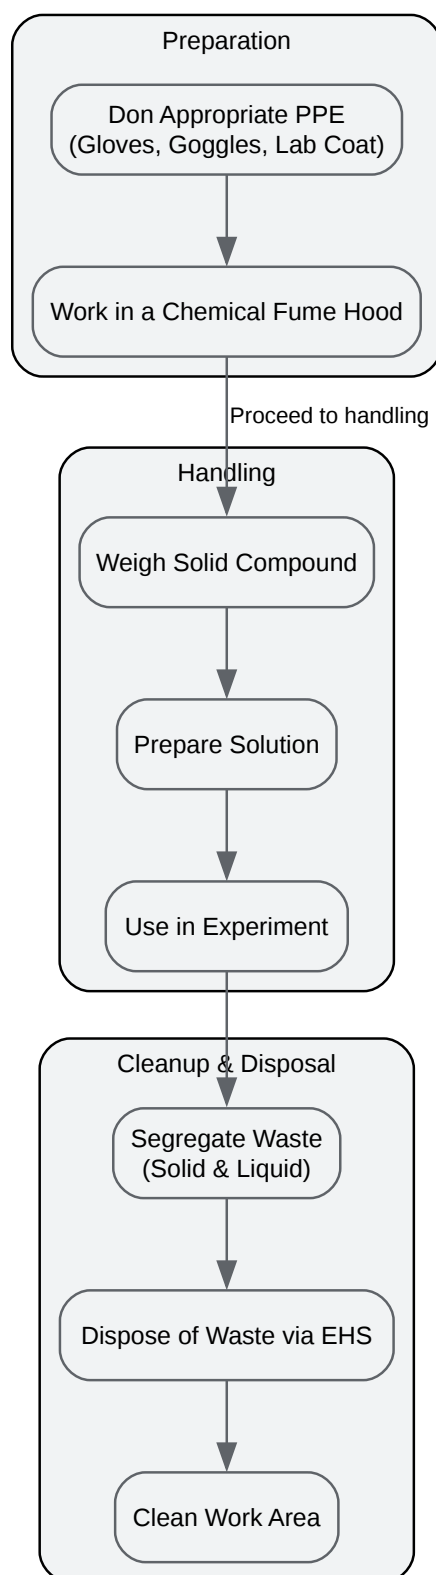 Preparation
Don Appropriate PPE
(Gloves, Goggles, Lab Coat)
Work in a Chemical Fume Hood
Proceed to handling
Handling
Weigh Solid Compound
Prepare Solution
Use in Experiment
Cleanup & Disposal
Segregate Waste
(Solid & Liquid)
Dispose of Waste via EHS
Clean Work Area